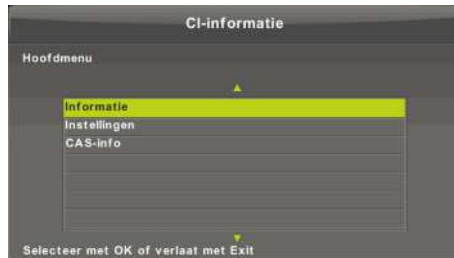 CI-informatie
Hoofdmenu
Informatie
Instellingen
CAS-info
Selecteer met OK of verlaat met Exit